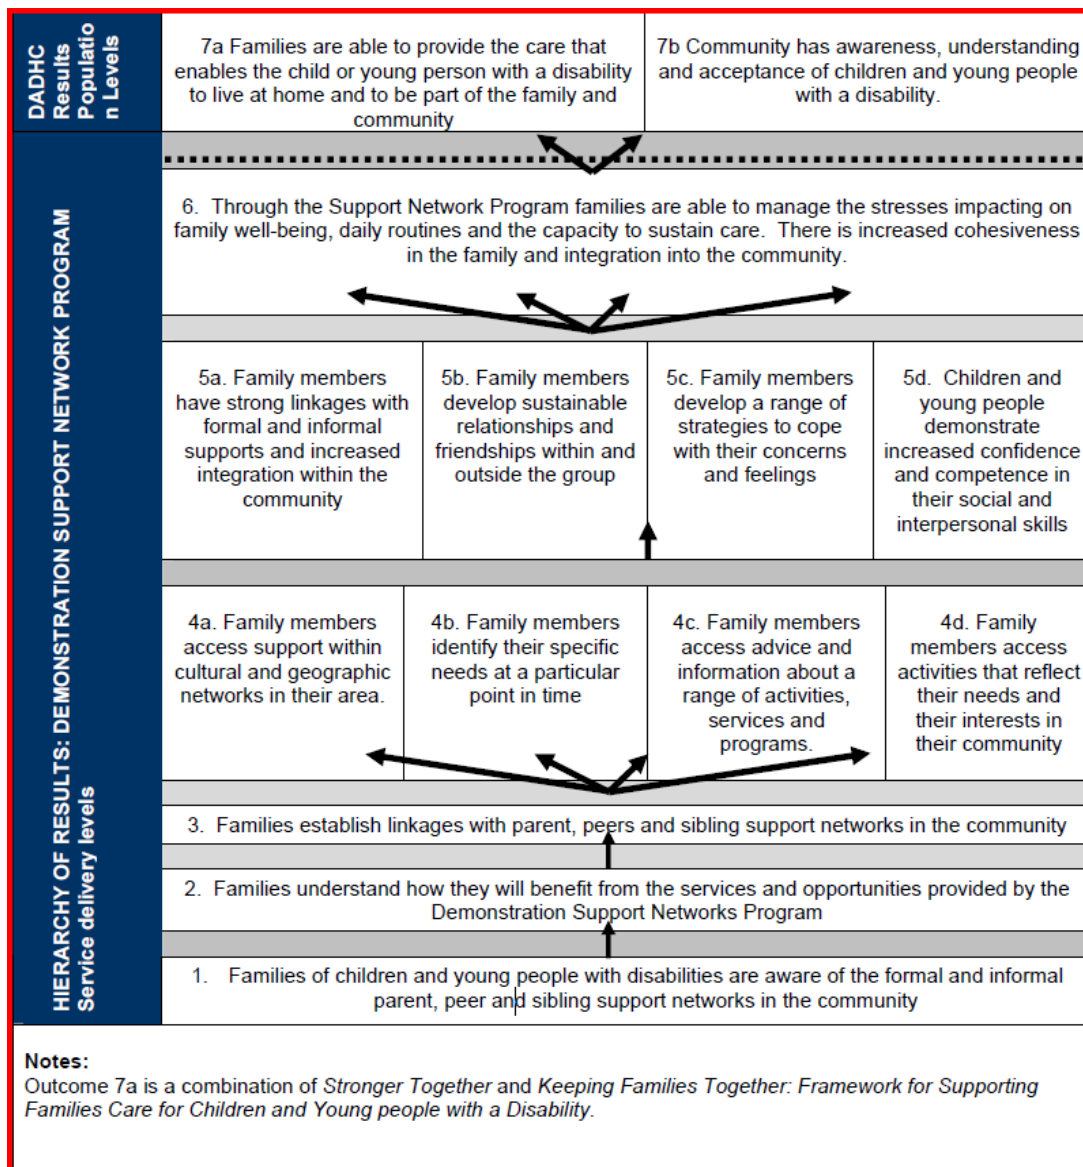 DADHC
Results
Populatio
n Levels
7a Families are able to provide the care that
enables the child or young person with a disability
to live at home and to be part of the family and
community
7b Community has awareness, understanding
and acceptance of children and young people
with a disability.
HIERARCHY OF RESULTS: DEMONSTRATION SUPPORT NETWORK PROGRAM
Service delivery levels
6. Through the Support Network Program families are able to manage the stresses impacting on
family well-being, daily routines and the capacity to sustain care. There is increased cohesiveness
in the family and integration into the community.
5a. Family members
have strong linkages with
formal and informal
supports and increased
integration within the
community
5b. Family members
develop sustainable
relationships and
friendships within and
outside the group
5c. Family members
develop a range of
strategies to cope
with their concerns
and feelings
5d. Children and
young people
demonstrate
increased confidence
and competence in
their social and
interpersonal skills
4a. Family members
access support within
cultural and geographic
networks in their area.
4b. Family members
identify their specific
needs at a particular
point in time
4c. Family members
access advice and
information about a
range of activities,
services and
programs.
4d. Family
members access
activities that reflect
their needs and
their interests in
their community
3. Families establish linkages with parent, peers and sibling support networks in the community
2. Families understand how they will benefit from the services and opportunities provided by the
Demonstration Support Networks Program
1. Families of children and young people with disabilities are aware of the formal and informal
parent, peer and sibling support networks in the community
Notes:
Outcome 7a is a combination of Stronger Together and Keeping Families Together: Framework for Supporting
Families Care for Children and Young people with a Disability.